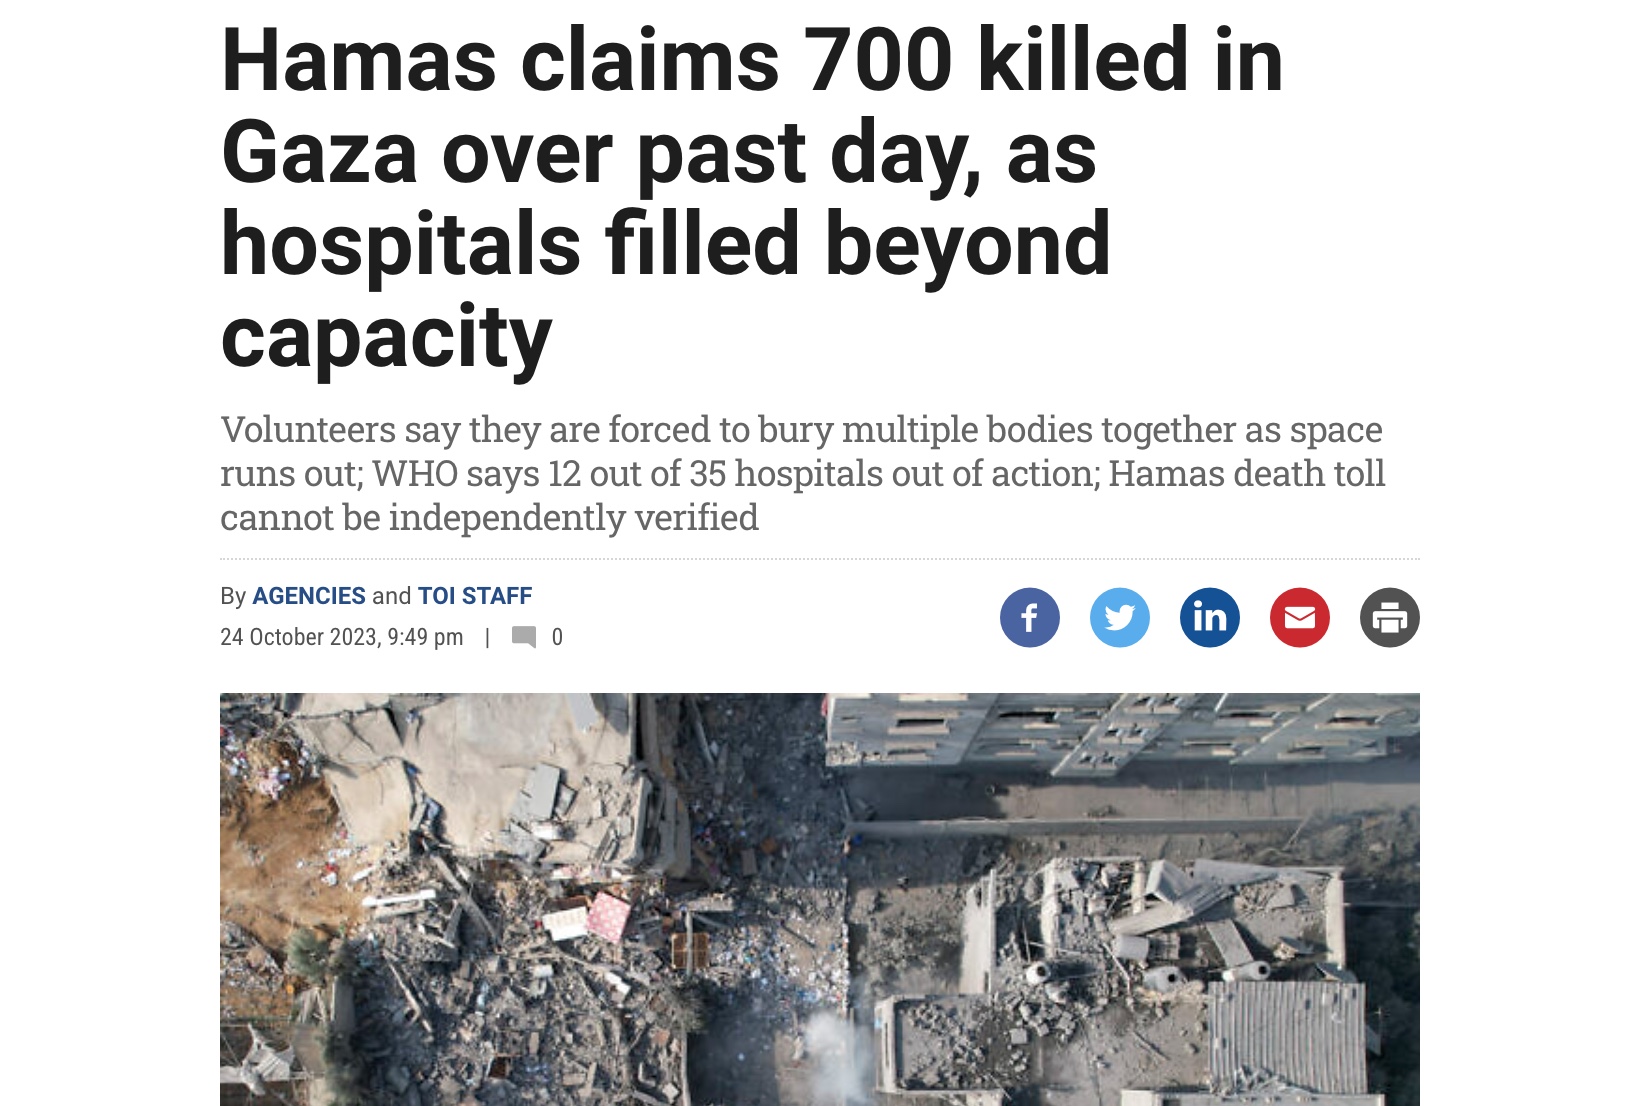 Hamas claims 700 killed in
Gaza over past day, as
hospitals filled beyond
capacity
Volunteers say they are forced to bury multiple bodies together as space
runs out; WHO says 12 out of 35 hospitals out of action; Hamas death toll
cannot be independently verified
By AGENCIES and TOI STAFF
24 October 2023, 9:49 pm | 0
f in